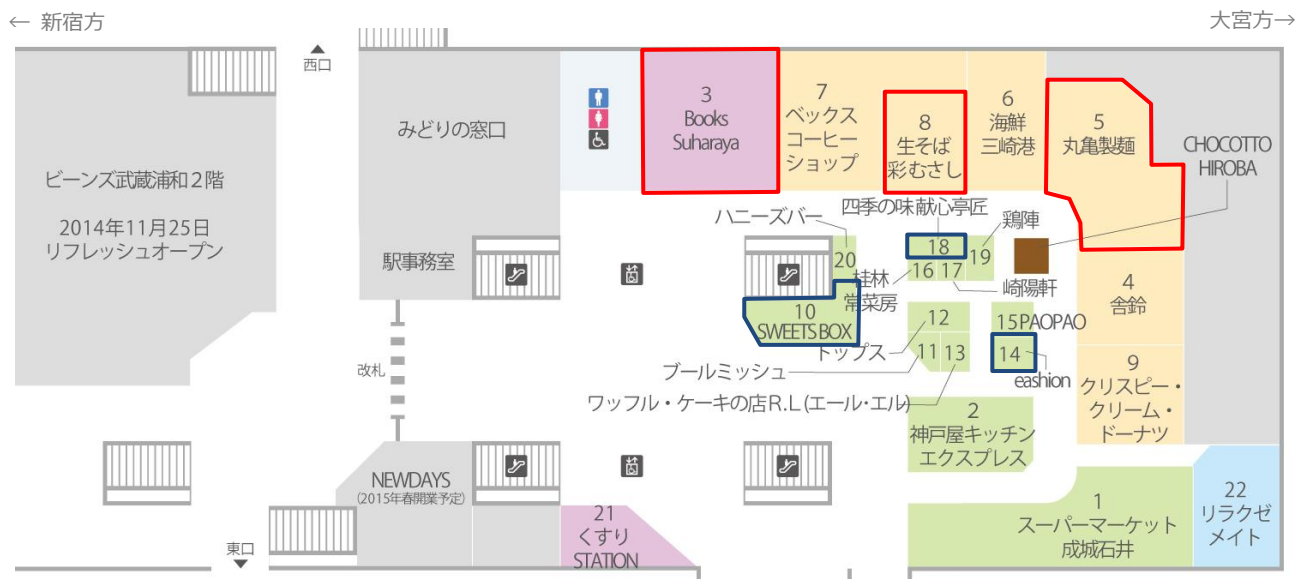 ← 新宿方
大宮方→
西口
ビーンズ武蔵浦和2階
2014年11月25日
リフレッシュオープン
みどりの窓口
駅事務室
改札
NEWDAYS
(2015年春開業予定)
東口
3
Books
Suharaya
7
ベックス
コーヒー
ショップ
8
生そば
彩むさし
6
海鮮
三崎港
5
丸亀製麺
CHOCOTTO
HIROBA
ハニーズバー
20
四季の味 献心亭匠
18
鶏陣
19
桂林
16
17
崎陽軒
常菜房
10
SWEETS BOX
12
トップス
11
13
ブールミッシュ
ワッフル・ケーキの店R.L(エール・エル)
15PAOPAO
14
eashion
4
舎鈴
9
クリスピー・
クリーム・
ドーナツ
2
神戸屋キッチン
エクスプレス
1
スーパーマーケット
成城石井
22
リラクゼ
メイト
21
くすり
STATION